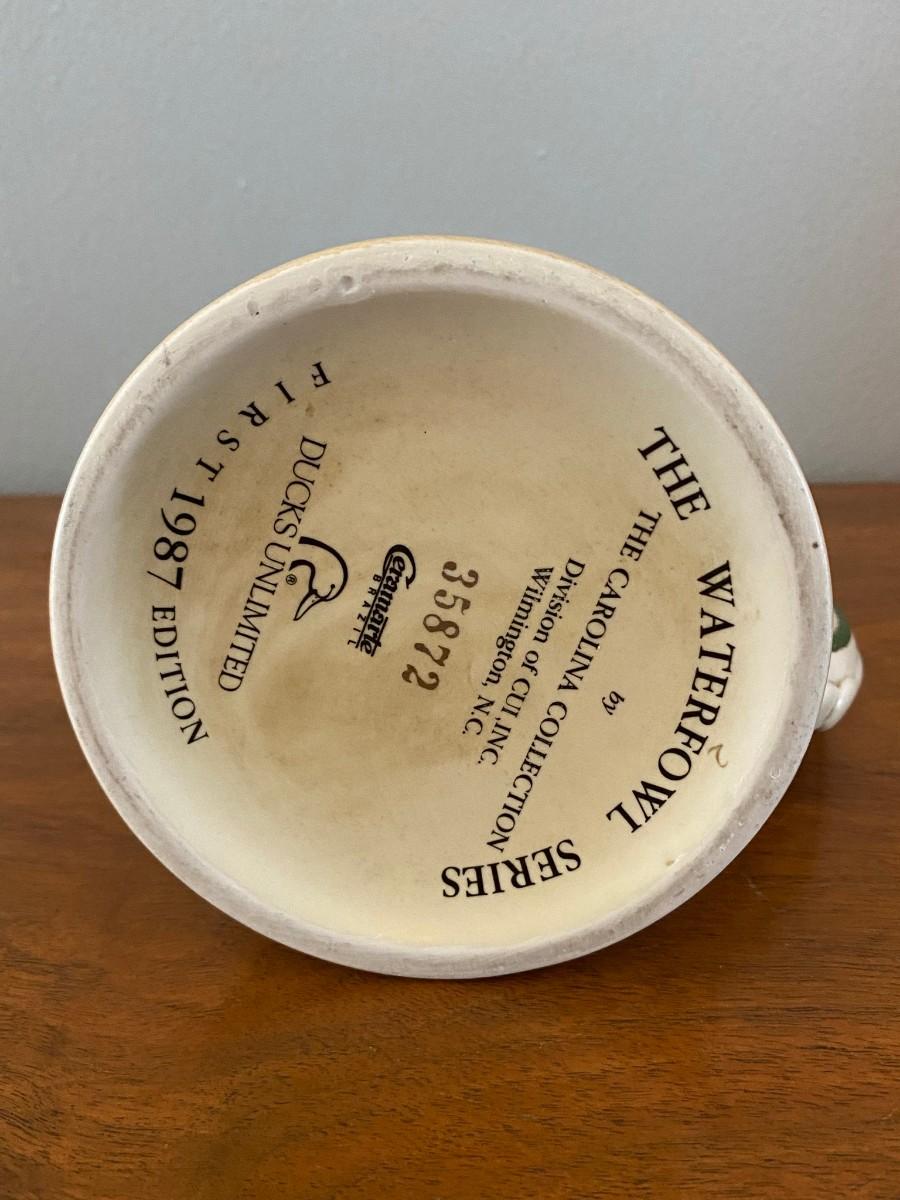 THE WATERFOWL SERIES
by
THE CAROLINA COLLECTION
Division of CUI,INC.
Wilmington, N.C.
35872
Ceramarte
BRAZIL
DUCKS UNLIMITED
®
FIRST 1987 EDITION